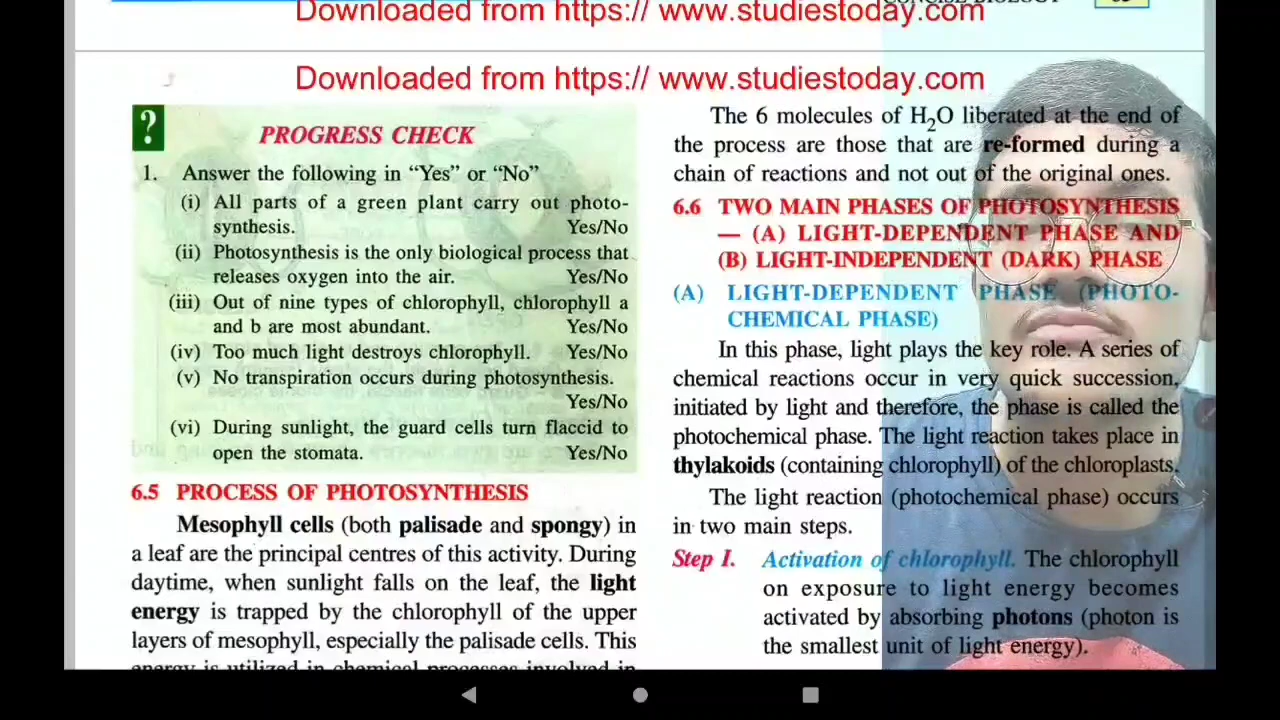 Downloaded from https:// www.studiestoday.com
CONCISE BIOLOGY
Downloaded from https:// www.studiestoday.com
?
PROGRESS CHECK
1. Answer the following in “Yes” or “No”
(i) All parts of a green plant carry out photo-
synthesis. Yes/No
(ii) Photosynthesis is the only biological process that
releases oxygen into the air. Yes/No
(iii) Out of nine types of chlorophyll, chlorophyll a
and b are most abundant. Yes/No
(iv) Too much light destroys chlorophyll. Yes/No
(v) No transpiration occurs during photosynthesis.
Yes/No
(vi) During sunlight, the guard cells turn flaccid to
open the stomata. Yes/No
6.5 PROCESS OF PHOTOSYNTHESIS
Mesophyll cells (both palisade and spongy) in
a leaf are the principal centres of this activity. During
daytime, when sunlight falls on the leaf, the light
energy is trapped by the chlorophyll of the upper
layers of mesophyll, especially the palisade cells. This
energy is utilized in chemical processes involved in
The 6 molecules of H2O liberated at the end of
the process are those that are re-formed during a
chain of reactions and not out of the original ones.
6.6 TWO MAIN PHASES OF PHOTOSYNTHESIS
— (A) LIGHT-DEPENDENT PHASE AND
(B) LIGHT-INDEPENDENT (DARK) PHASE
(A) LIGHT-DEPENDENT PHASE (PHOTO-
CHEMICAL PHASE)
In this phase, light plays the key role. A series of
chemical reactions occur in very quick succession,
initiated by light and therefore, the phase is called the
photochemical phase. The light reaction takes place in
thylakoids (containing chlorophyll) of the chloroplasts.
The light reaction (photochemical phase) occurs
in two main steps.
Step I. Activation of chlorophyll. The chlorophyll
on exposure to light energy becomes
activated by absorbing photons (photon is
the smallest unit of light energy).